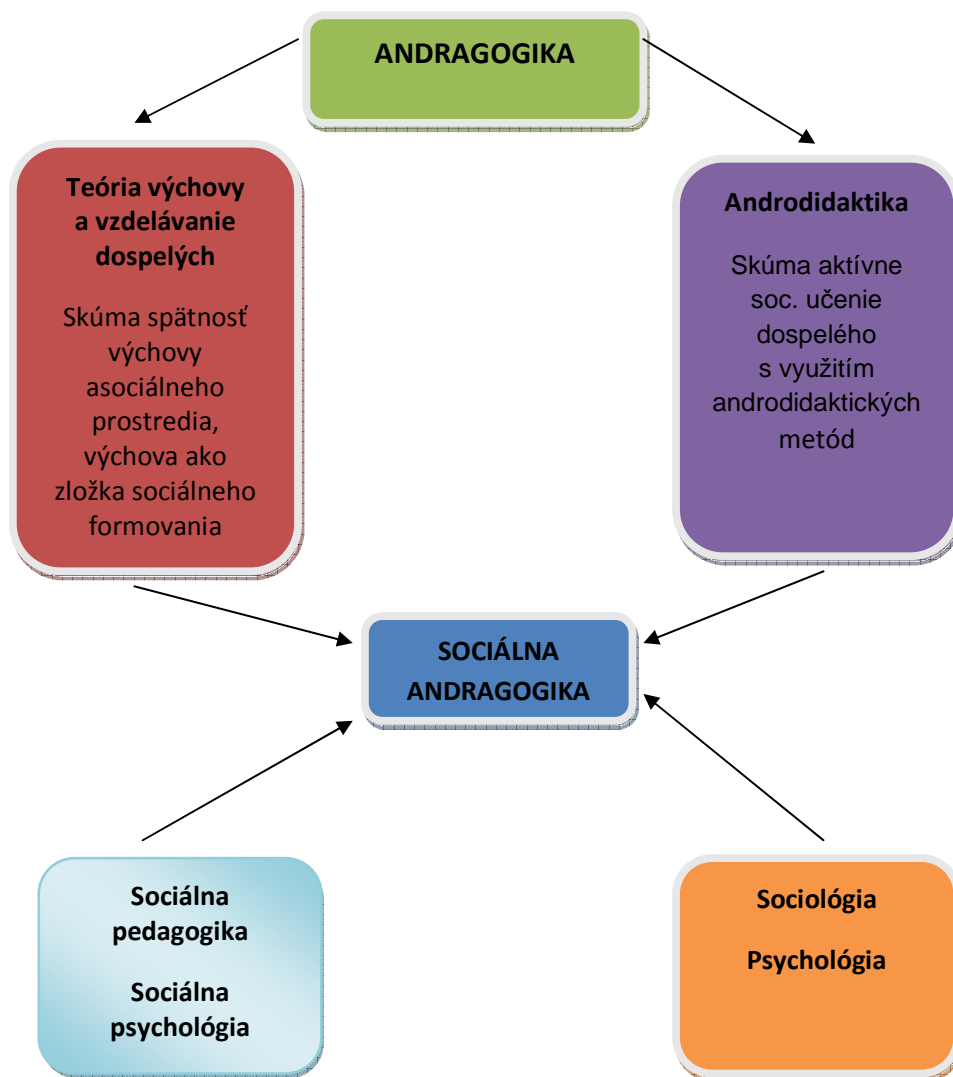 ANDRAGOGIKA
Teória výchovy
a vzdelávanie
dospelých
Skúma spätnosť
výchovy
asociálneho
prostredia,
výchova ako
zložka sociálneho
formovania
Androdidaktika
Skúma aktívne
soc. učenie
dospelého
s využitím
androdidaktických
metód
SOCIÁLNA
ANDRAGOGIKA
Sociálna
pedagogika
Sociálna
psychológia
Sociológia
Psychológia